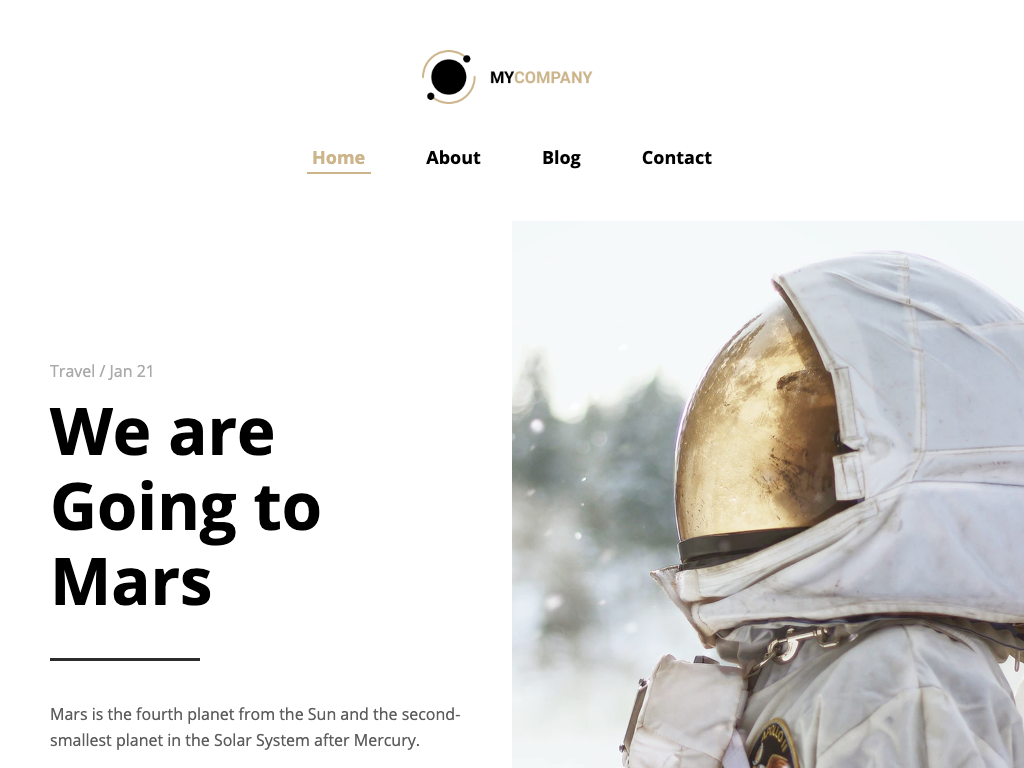 MYCOMPANY
Home About Blog Contact
Travel / Jan 21
We are
Going to
Mars
Mars is the fourth planet from the Sun and the second-
smallest planet in the Solar System after Mercury.